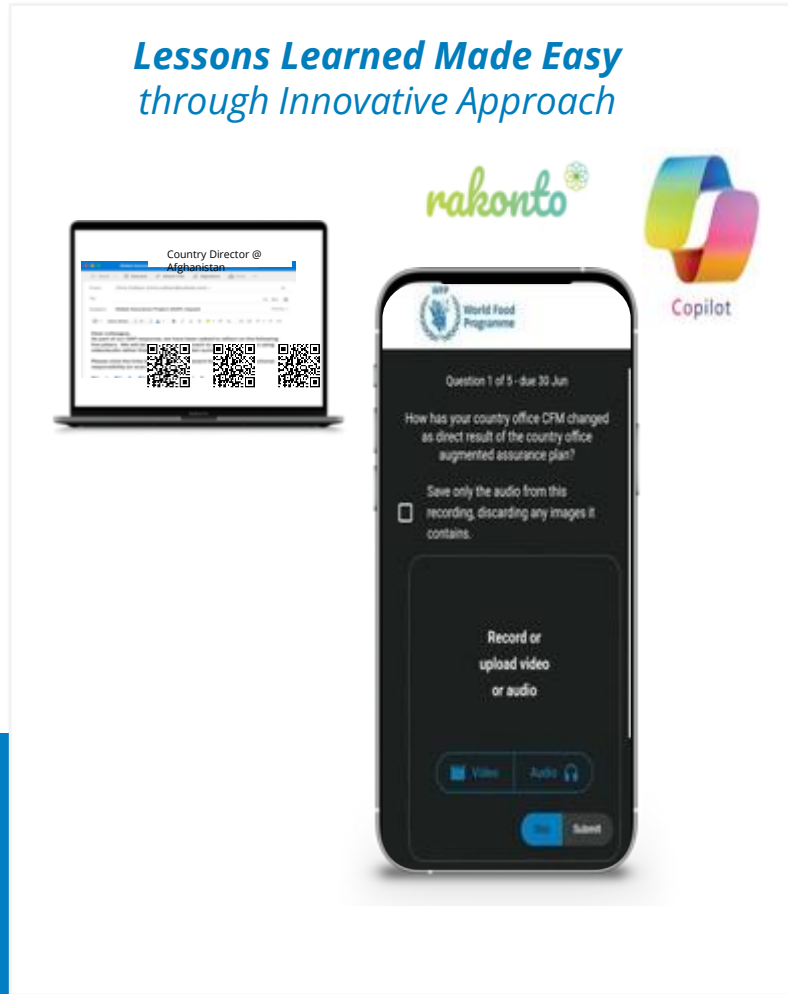 Lessons Learned Made Easy
through Innovative Approach
rakonto
Copilot
Country Director @
Afghanistan
WFP
World Food
Programme
Question 1 of 5 - due 30 Jun
How has your country office CFM changed
as direct result of the country office
augmented assurance plan?
Save only the audio from this
recording, discarding any images it
contains.
Record or
upload video
or audio
Video
Audio
Skip
Submit